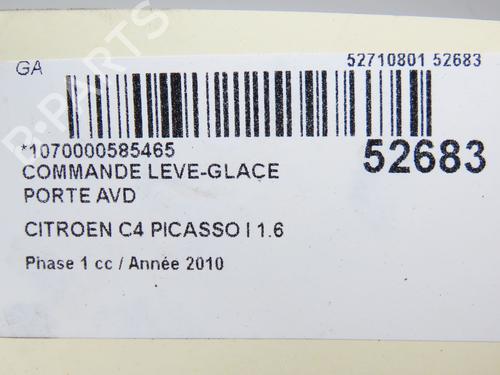 GA
52710801 52683
*1070000585465
52683
COMMANDE LEVE-GLACE
PORTE AVD
CITROEN C4 PICASSO I 1.6
Phase 1 cc / Année 2010
B-PARTS